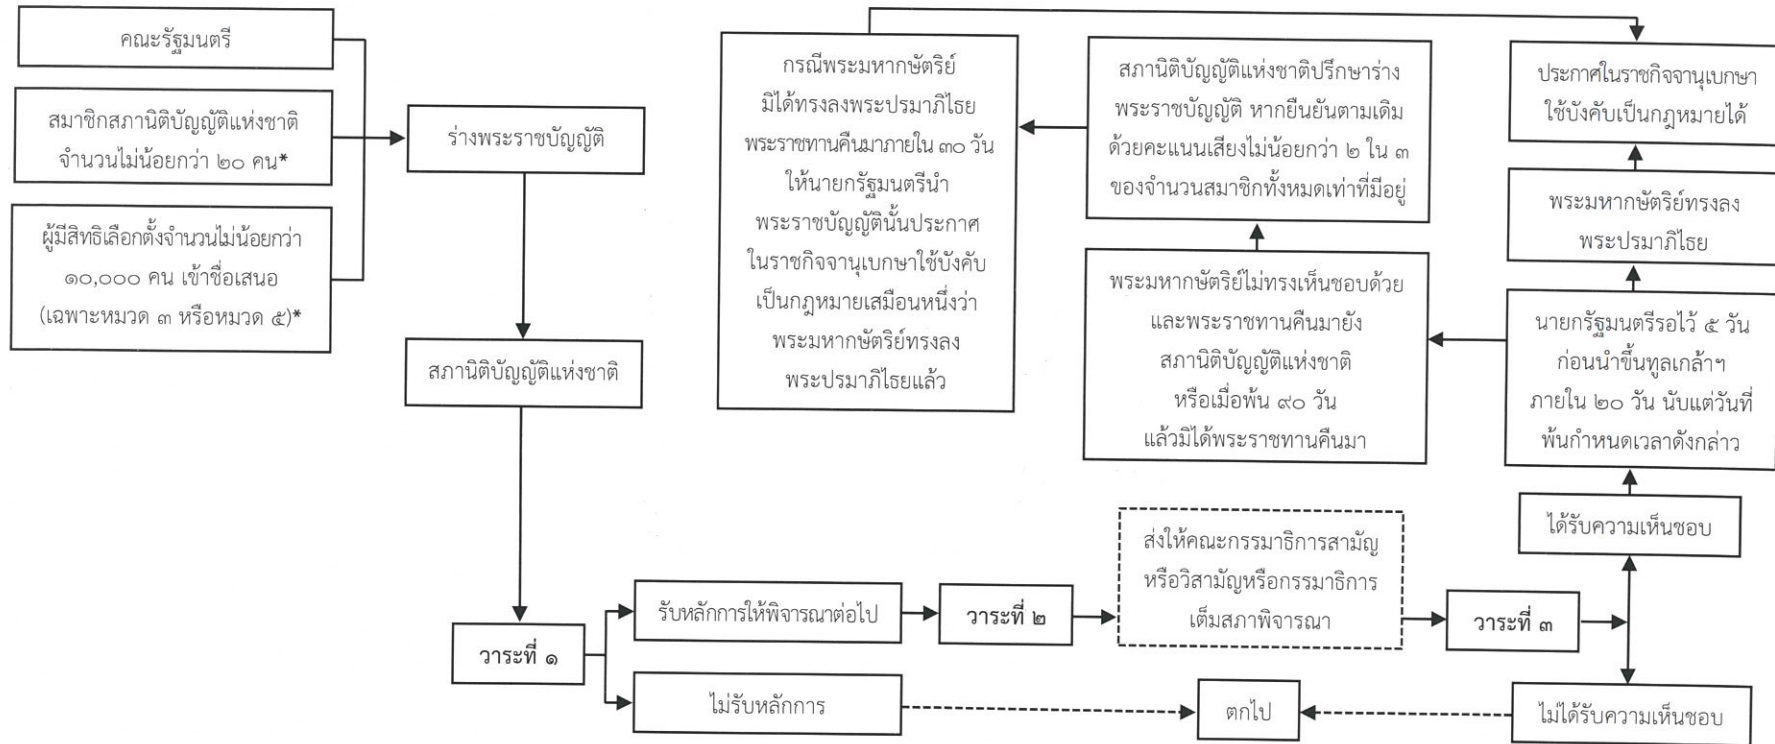 คณะรัฐมนตรี
สมาชิกสภานิติบัญญัติแห่งชาติ
จำนวนไม่น้อยกว่า ๒๐ คน*
ผู้มีสิทธิเลือกตั้งจำนวนไม่น้อยกว่า
๑๐,๐๐๐ คน เข้าชื่อเสนอ
(เฉพาะหมวด ๓ หรือหมวด ๕)*
ร่างพระราชบัญญัติ
สภานิติบัญญัติแห่งชาติ
วาระที่ ๑
รับหลักการให้พิจารณาต่อไป
ไม่รับหลักการ
วาระที่ ๒
ส่งให้คณะกรรมาธิการสามัญ
หรือวิสามัญหรือกรรมาธิการ
เต็มสภาพิจารณา
วาระที่ ๓
ตกไป
ไม่ได้รับความเห็นชอบ
ได้รับความเห็นชอบ
นายกรัฐมนตรีรอไว้ ๕ วัน
ก่อนนำขึ้นทูลเกล้าฯ
ภายใน ๒๐ วัน นับแต่วันที่
พ้นกำหนดเวลาดังกล่าว
พระมหากษัตริย์ทรงลง
พระปรมาภิไธย
ประกาศในราชกิจจานุเบกษา
ใช้บังคับเป็นกฎหมายได้
พระมหากษัตริย์ไม่ทรงเห็นชอบด้วย
และพระราชทานคืนมายัง
สภานิติบัญญัติแห่งชาติ
หรือเมื่อพ้น ๙๐ วัน
แล้วมิได้พระราชทานคืนมา
สภานิติบัญญัติแห่งชาติปรึกษาร่าง
พระราชบัญญัติ หากยืนยันตามเดิม
ด้วยคะแนนเสียงไม่น้อยกว่า ๒ ใน ๓
ของจำนวนสมาชิกทั้งหมดเท่าที่มีอยู่
กรณีพระมหากษัตริย์
มิได้ทรงลงพระปรมาภิไธย
พระราชทานคืนมาภายใน ๓๐ วัน
ให้นายกรัฐมนตรีนำ
พระราชบัญญัตินั้นประกาศ
ในราชกิจจานุเบกษาใช้บังคับ
เป็นกฎหมายเสมือนหนึ่งว่า
พระมหากษัตริย์ทรงลง
พระปรมาภิไธยแล้ว